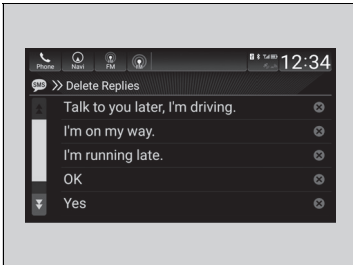 Phone Navi FM
12:34
SMS Delete Replies
Talk to you later, I'm driving.
I'm on my way.
I'm running late.
OK
Yes